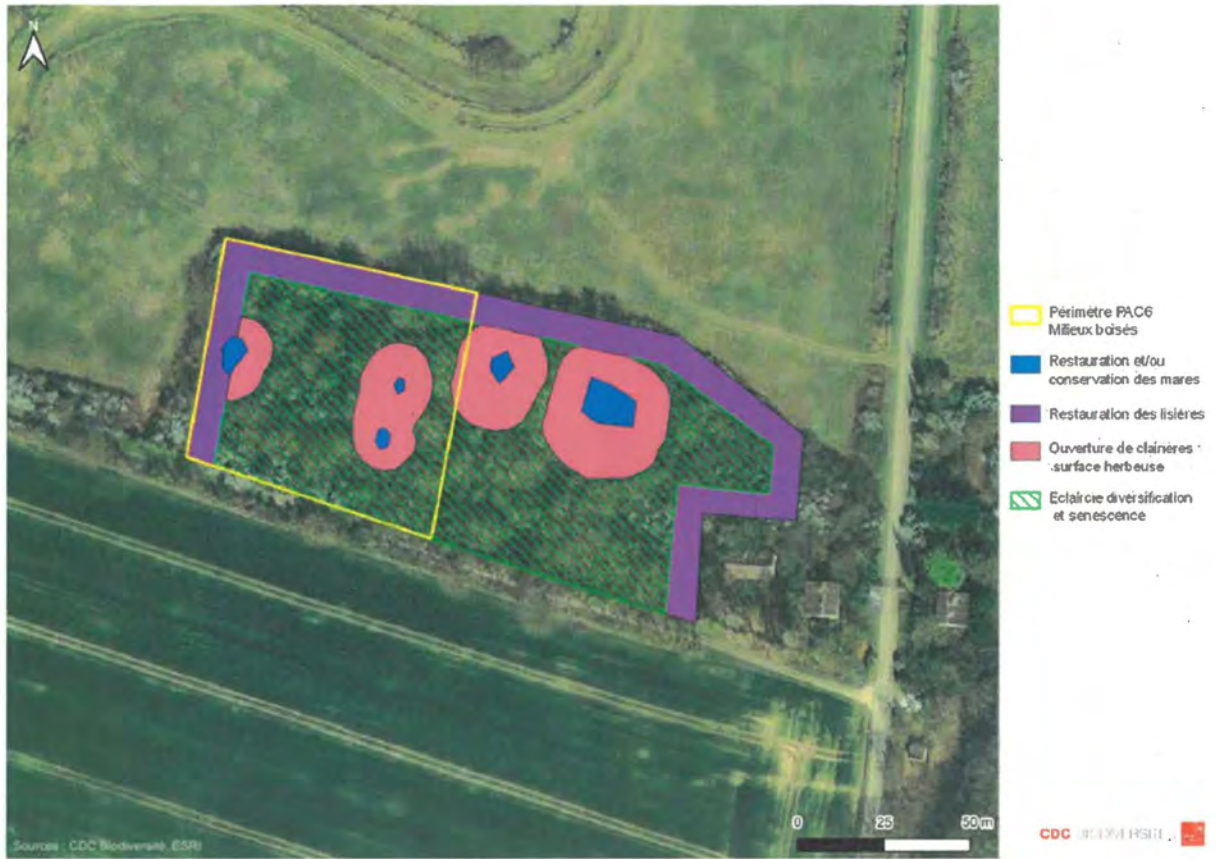 N
Périmètre PAC6
Milieux boisés
Restauration et/ou
conservation des mares
Restauration des lisières
Ouverture de clairières
surface herbeuse
Eclaircie diversification
et senescence
0 25 50 m
Sources : CDC Biodiversité, ESRI
CDC BIODIVERSITÉ